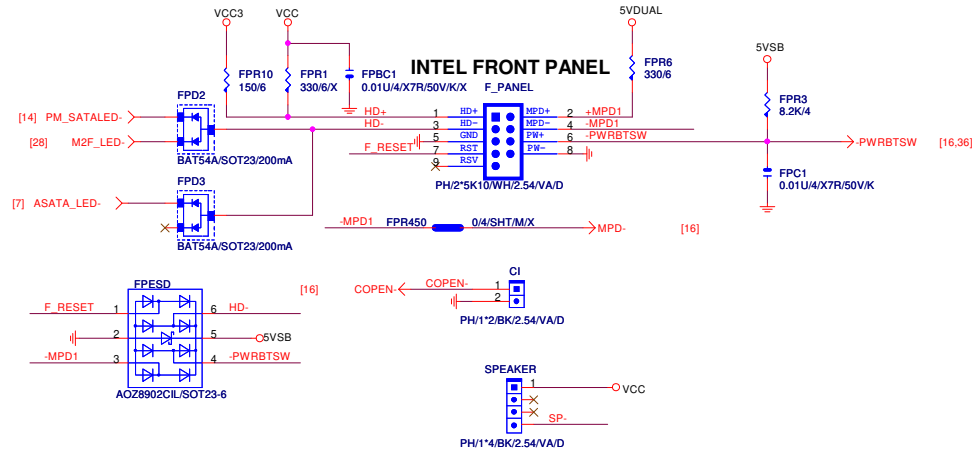 VCC3 VCC 5VDUAL
5VSB
INTEL FRONT PANEL
FPR10 150/6
FPR1 330/6/X
FPBC1 0.01U/4/X7R/50V/K/X
FPR6 330/6
FPR3 8.2K/4
F_PANEL
FPD2
[14] PM_SATALED-
[28] M2F_LED-
BAT54A/SOT23/200mA
HD+ 1 HD+ MPD+ 2 +MPD1
HD- 3 HD- MPD- 4 -MPD1
5 GND PW+ 6 -PWRBTSW
F_RESET 7 RST PW- 8
9 RSV
PH/2*5K10/WH/2.54/VA/D
-PWRBTSW [16,36]
FPC1
0.01U/4/X7R/50V/K
FPD3
[7] ASATA_LED-
BAT54A/SOT23/200mA
-MPD1 FPR450 0/4/SHT/M/X MPD- [16]
FPESD
F_RESET 1 6 HD-
2 5 5VSB
-MPD1 3 4 -PWRBTSW
AOZ8902CIL/SOT23-6
CI
[16] COPEN- COPEN- 1
2
PH/1*2/BK/2.54/VA/D
SPEAKER
1 VCC
SP-
PH/1*4/BK/2.54/VA/D